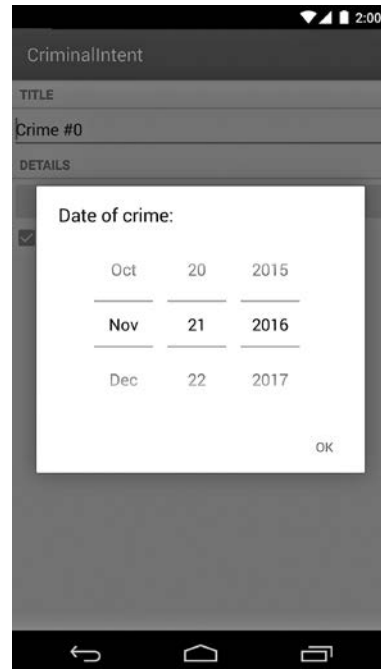 2:00
CriminalIntent
TITLE
Crime #0
DETAILS
Date of crime:
Oct 20 2015
Nov 21 2016
Dec 22 2017
OK